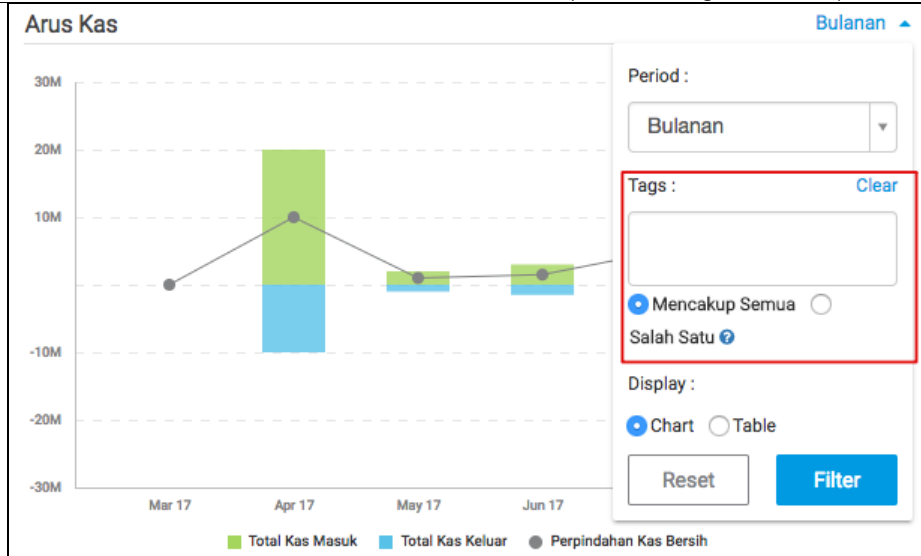 Arus Kas
Bulanan
Period :
Bulanan
Tags :
Clear
Mencakup Semua
Salah Satu
Display :
Chart
Table
Reset
Filter
30M
20M
10M
-10M
-20M
-30M
Mar 17
Apr 17
May 17
Jun 17
Total Kas Masuk
Total Kas Keluar
Perpindahan Kas Bersih